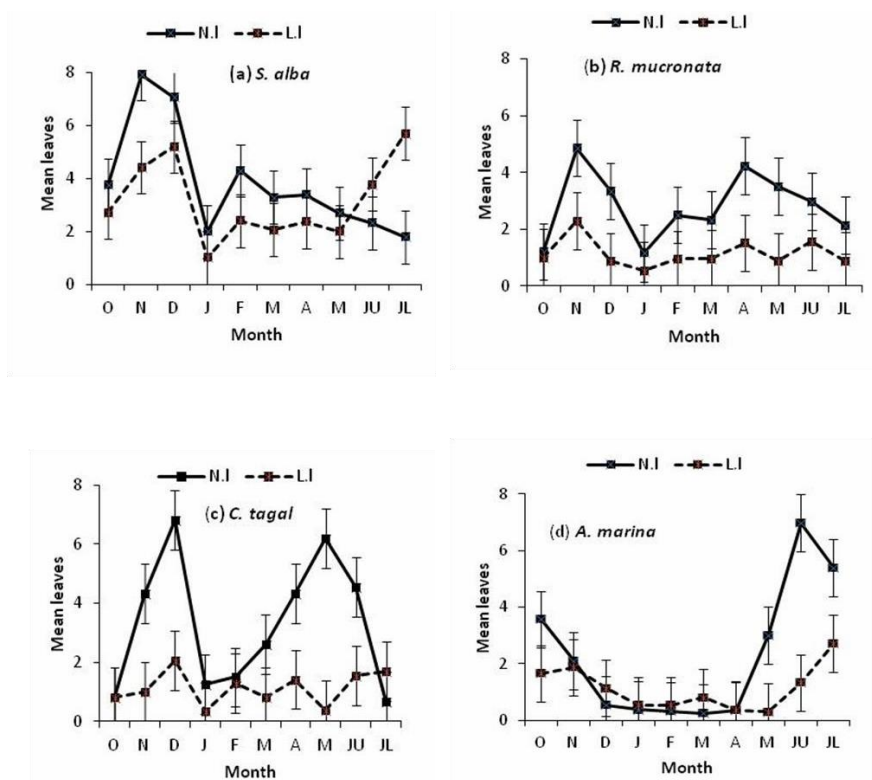 N.I L.I
(a) S. alba
Mean leaves
8
6
4
2
0
O N D J F M A M JU JL
Month
N.I L.I
(b) R. mucronata
Mean leaves
8
6
4
2
0
O N D J F M A M JU JL
Month
N.I L.I
(c) C. tagal
Mean leaves
8
6
4
2
0
O N D J F M A M JU JL
Month
N.I L.I
(d) A. marina
Mean leaves
8
6
4
2
0
O N D J F M A M JU JL
Month